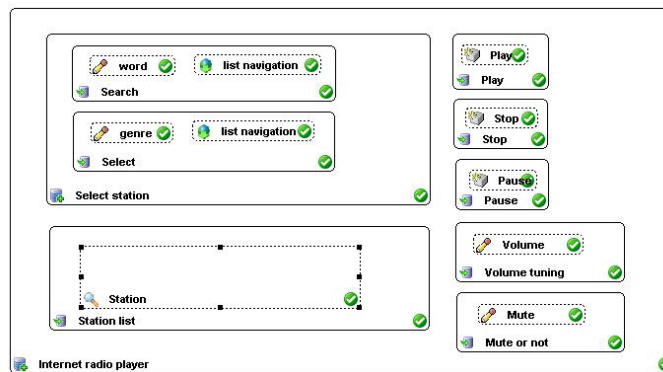 word
list navigation
Search
genre
list navigation
Select
Select station
Station
Station list
Play
Play
Stop
Stop
Pause
Pause
Volume
Volume tuning
Mute
Mute or not
Internet radio player